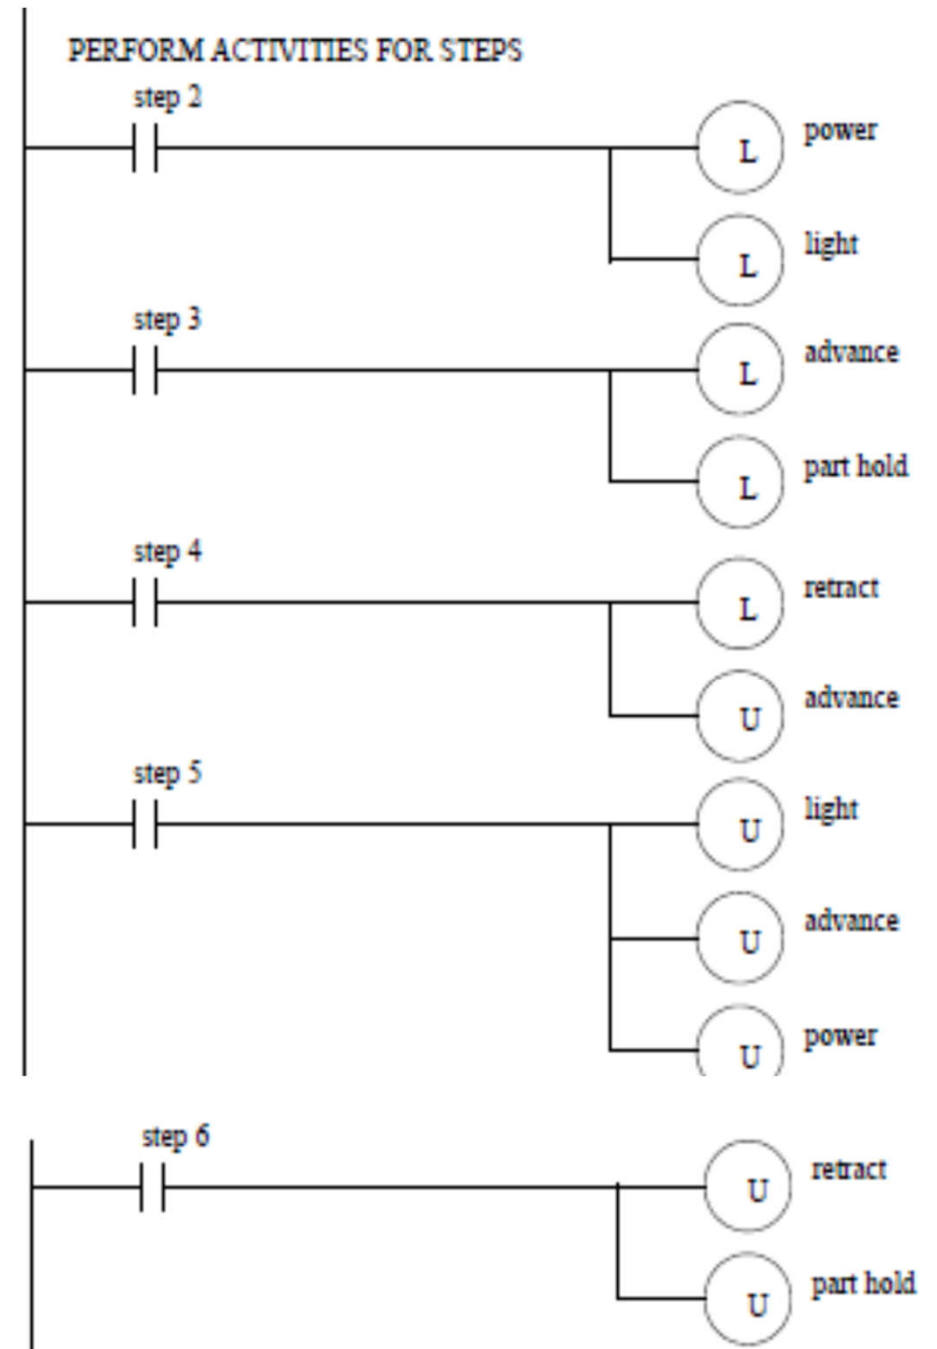 PERFORM ACTIVITIES FOR STEPS
step 2
L power
L light
step 3
L advance
L part hold
step 4
L retract
U advance
step 5
U light
U advance
U power
step 6
U retract
U part hold